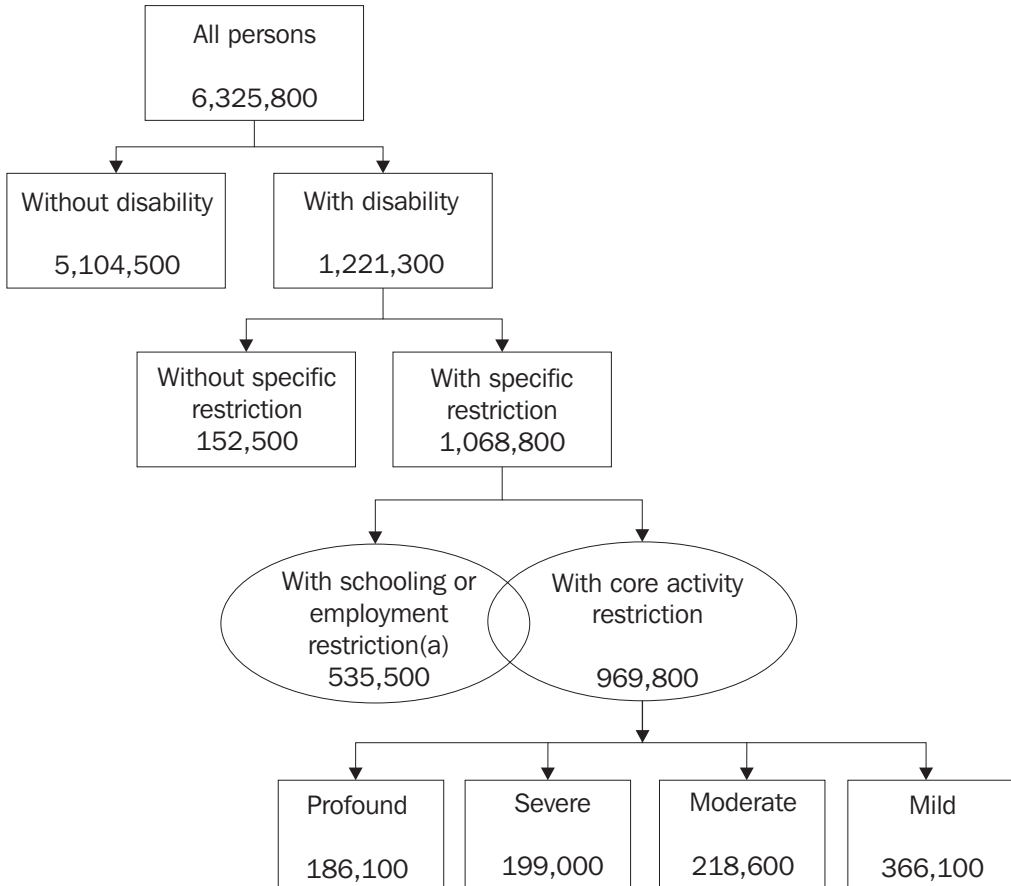 All persons
6,325,800
Without disability
5,104,500
With disability
1,221,300
Without specific
restriction
152,500
With specific
restriction
1,068,800
With schooling or
employment
restriction(a)
535,500
With core activity
restriction
969,800
Profound
186,100
Severe
199,000
Moderate
218,600
Mild
366,100